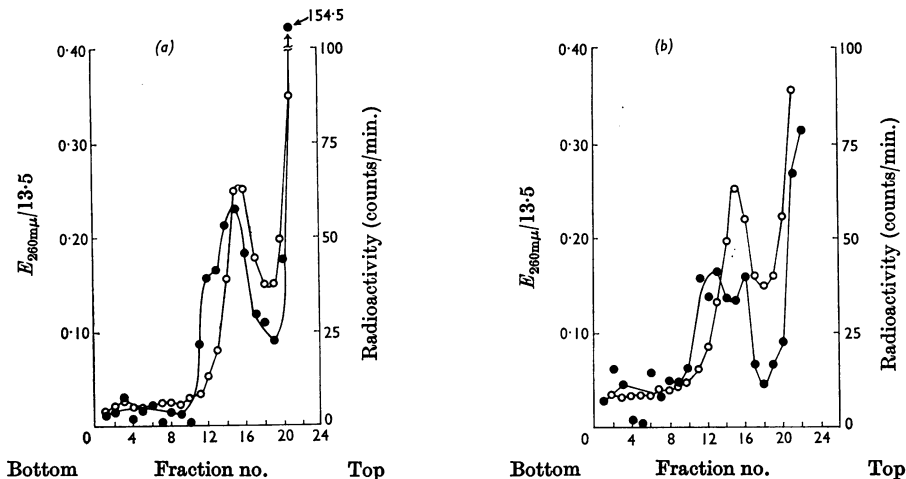 154·5
(a)
0·40
0·30
0·20
0·10
0
E260mμ/13·5
100
75
50
25
0
Radioactivity (counts/min.)
4 8 12 16 20 24
Bottom Fraction no. Top
(b)
0·40
0·30
0·20
0·10
0
E260mμ/13·5
100
75
50
25
0
Radioactivity (counts/min.)
4 8 12 16 20 24
Bottom Fraction no. Top